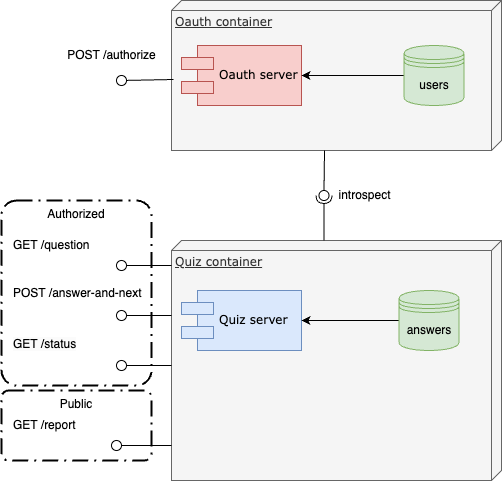 Oauth container
POST /authorize
Oauth server
users
introspect
Authorized
GET /question
POST /answer-and-next
GET /status
Quiz container
Quiz server
answers
Public
GET /report